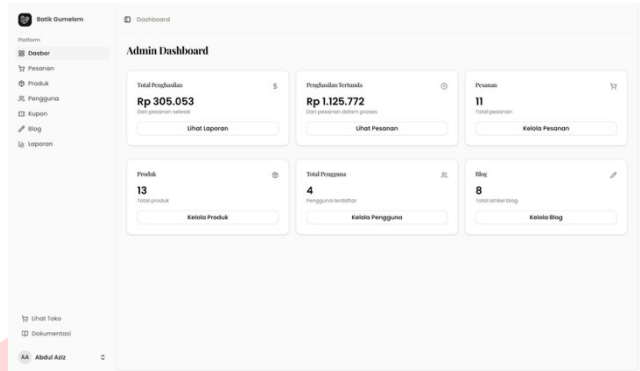 Batik Gumelem
Dashboard
Platform
Dasbor
Pesanan
Produk
Pengguna
Kupon
Blog
Laporan
Lihat Toko
Dokumentasi
AA Abdul Aziz
Admin Dashboard
Total Penghasilan
Rp 305.053
Dari pesanan selesai
Lihat Laporan
Penghasilan Tertunda
Rp 1.125.772
Dari pesanan dalam proses
Lihat Pesanan
Pesanan
11
Total pesanan
Kelola Pesanan
Produk
13
Total produk
Kelola Produk
Total Pengguna
4
Pengguna terdaftar
Kelola Pengguna
Blog
8
Total artikel blog
Kelola Blog